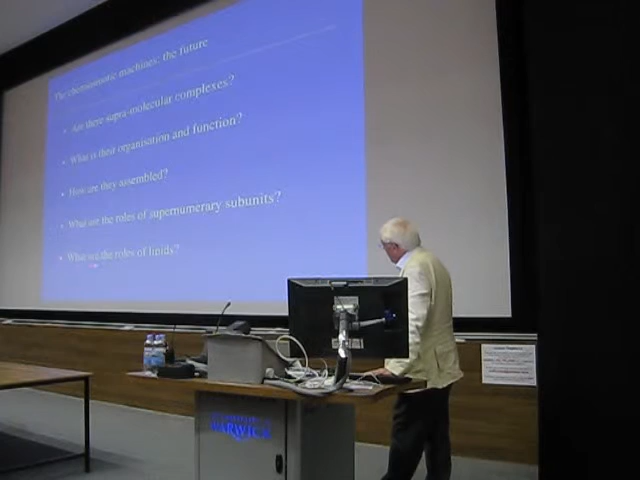 The chemiosmotic machines: the future
• Are there supra-molecular complexes?
• What is their organisation and function?
• How are they assembled?
• What are the roles of supernumerary subunits?
• What are the roles of lipids?
WARWICK